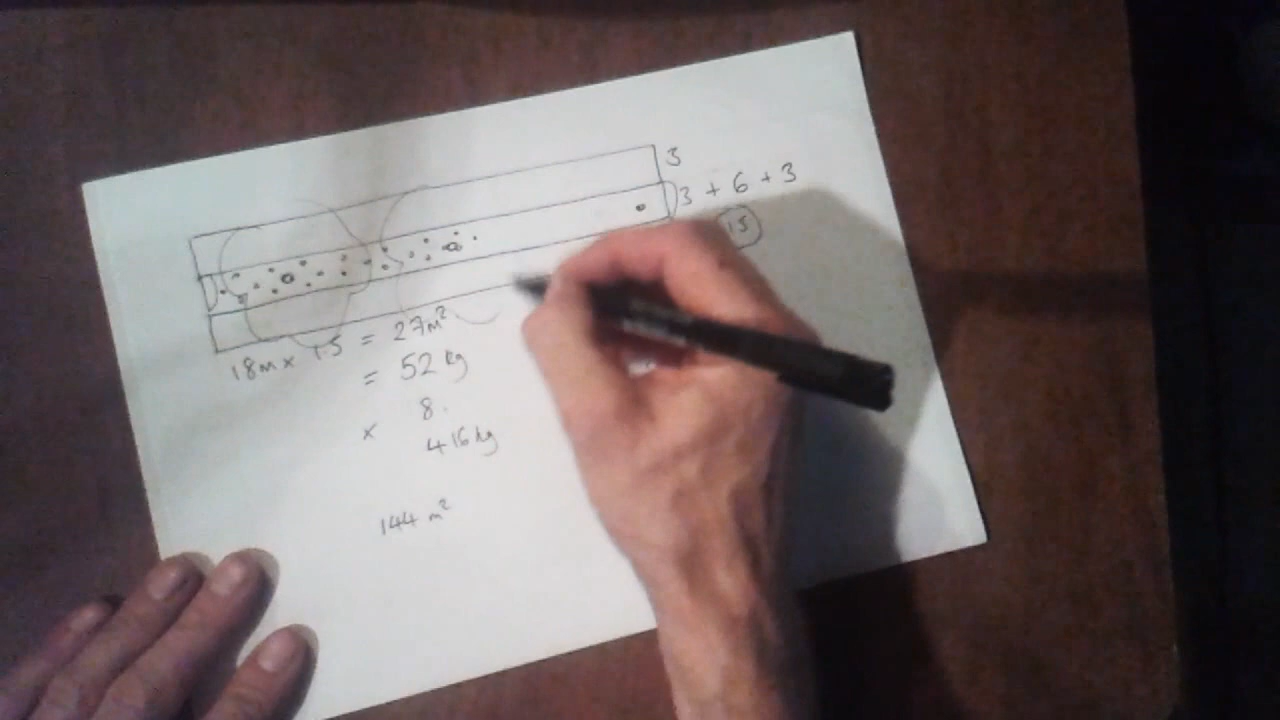 3
3 + 6 + 3
15
18m x 1.5 = 27m²
= 52 kg
x 8.
416 kg
144 m²